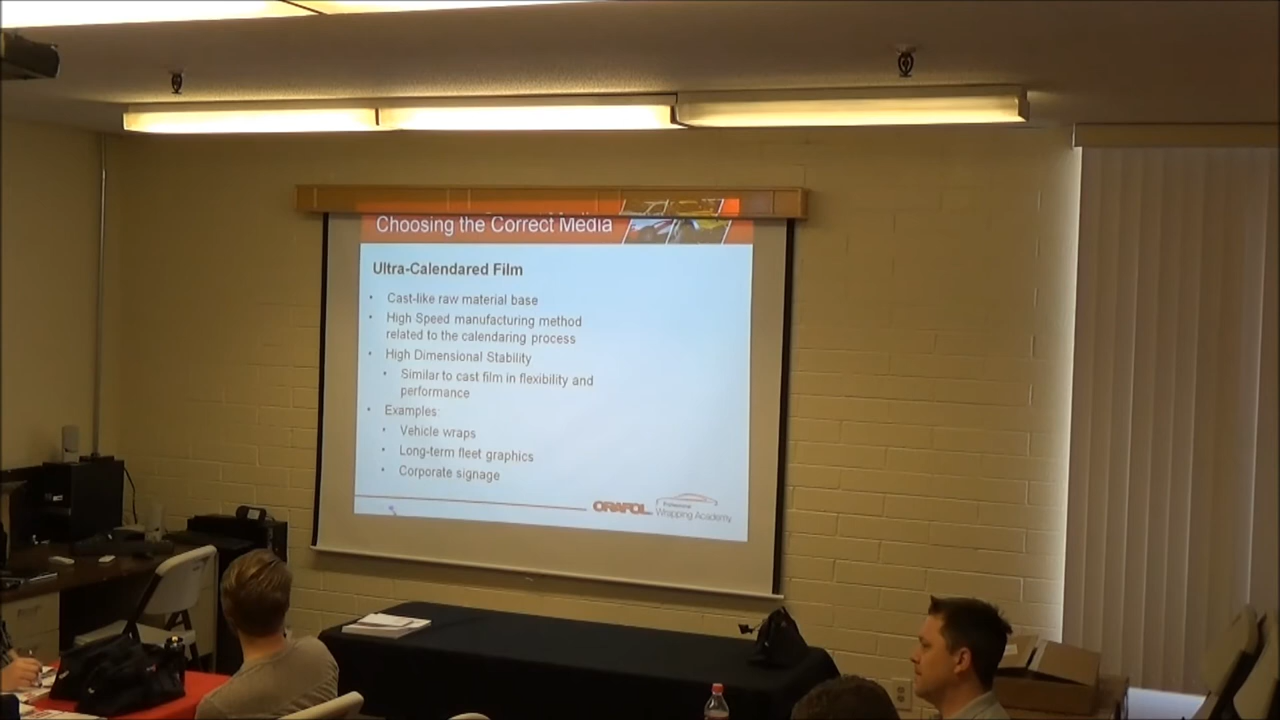 Choosing the Correct Media
Ultra-Calendared Film
• Cast-like raw material base
• High Speed manufacturing method
related to the calendaring process
• High Dimensional Stability
• Similar to cast film in flexibility and
performance
• Examples:
• Vehicle wraps
• Long-term fleet graphics
• Corporate signage
ORAFOL
Professional
Wrapping Academy